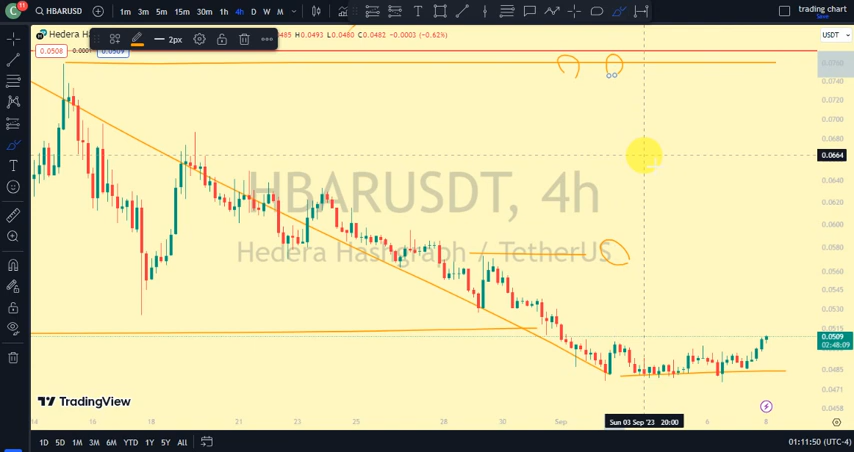 C 11 HBARUSD 1m 3m 5m 15m 30m 1h 4h D W M trading chart
Save
2px 485 H0.0493 L0.0480 C0.0482 -0.0003 (-0.62%) USDT
Hedera Has
0.0508 0.0509
0.0760
0.0720
0.0700
0.0680
0.0664
0.0640
0.0620
HBARUSDT, 4h
0.0600
0.0580
Hedera Hashgraph / TetherUS
0.0560
0.0545
0.0530
0.0515
0.0509
02:48:09
0.0485
0.0471
TradingView
0.0458
14 16 18 21 23 25 28 30 Sep Sun 03 Sep '23 20:00 6 8
1D 5D 1M 3M 6M YTD 1Y 5Y All 01:11:50 (UTC-4)